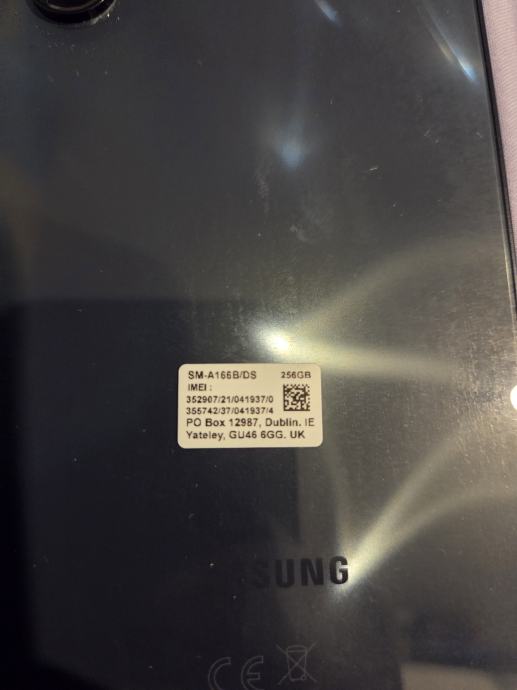 SM-A166B/DS 256GB
IMEI :
352907/21/041937/0
355742/37/041937/4
PO Box 12987, Dublin. IE
Yateley, GU46 6GG. UK
SUNG
CE